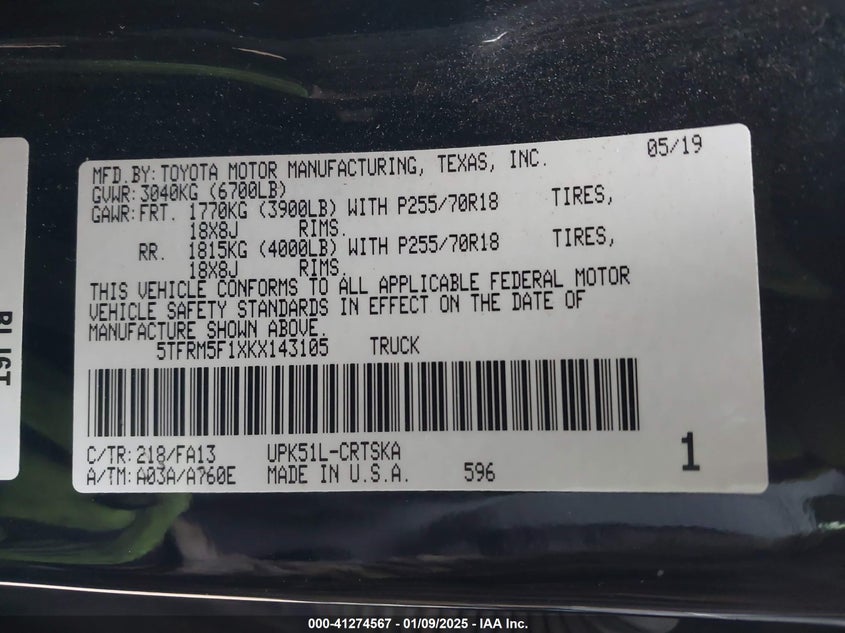 MFD.BY: TOYOTA MOTOR MANUFACTURING, TEXAS, INC. 05/19
GVWR: 3040KG (6700LB)
GAWR: FRT. 1770KG (3900LB) WITH P255/70R18 TIRES,
18X8J RIMS.
RR. 1815KG (4000LB) WITH P255/70R18 TIRES,
18X8J RIMS.
THIS VEHICLE CONFORMS TO ALL APPLICABLE FEDERAL MOTOR
VEHICLE SAFETY STANDARDS IN EFFECT ON THE DATE OF
MANUFACTURE SHOWN ABOVE.
5TFRM5F1XKX143105 TRUCK
C/TR: 218/FA13 UPK51L-CRTSKA
A/TM: A03A/A760E MADE IN U.S.A. 596 1
000-41274567 - 01/09/2025 - IAA Inc.